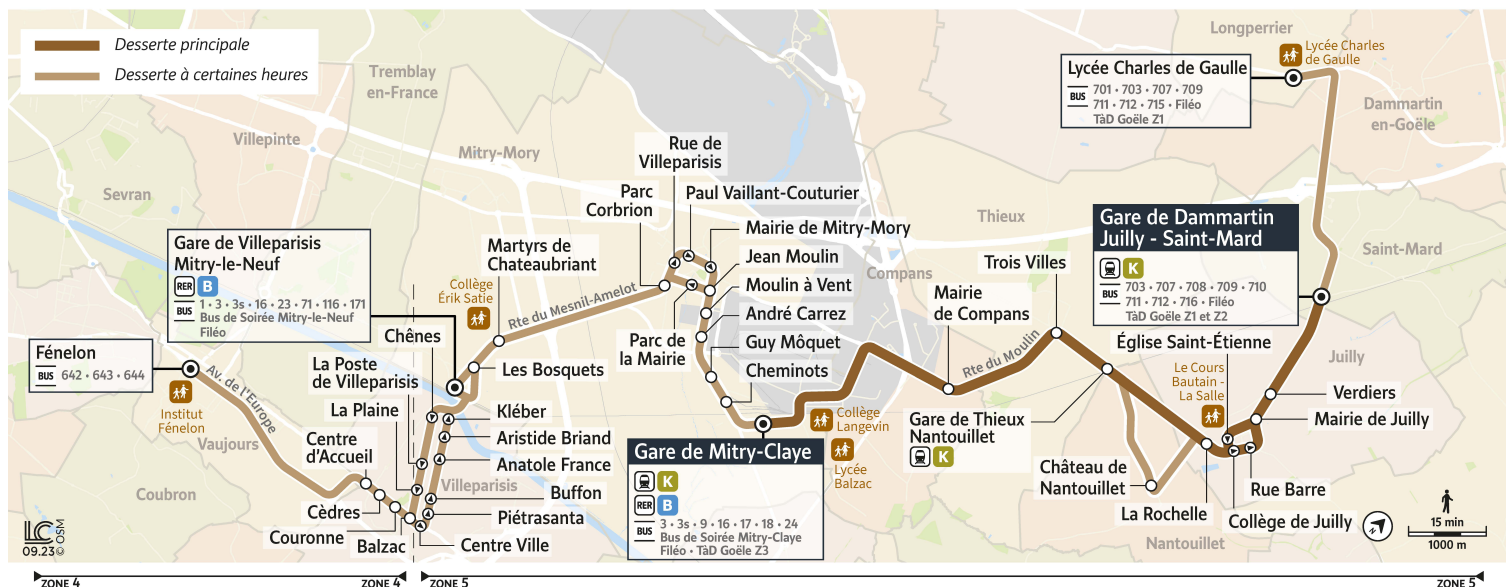 Desserte principale
Desserte à certaines heures
Tremblay
en-France
Villepinte
Sevran
Mitry-Mory
Longperrier
Lycée Charles
de Gaulle
Lycée Charles de Gaulle
BUS
701 • 703 • 707 • 709
711 • 712 • 715 • Filéo
TàD Goële Z1
Dammartin
en-Goële
Rue de
Villeparisis
Parc
Corbrion
Paul Vaillant-Couturier
Mairie de Mitry-Mory
Jean Moulin
Moulin à Vent
André Carrez
Guy Môquet
Cheminots
Parc de
la Mairie
Thieux
Compans
Gare de Dammartin
Juilly - Saint-Mard
K
703 • 707 • 708 • 709 • 710
BUS
711 • 712 • 716 • Filéo
TàD Goële Z1 et Z2
Saint-Mard
Gare de Villeparisis
Mitry-le-Neuf
RER B
BUS
1 • 3 • 3s • 16 • 23 • 71 • 116 • 171
Bus de Soirée Mitry-le-Neuf
Filéo
Martyrs de
Chateaubriant
Collège
Érik Satie
Rte du Mesnil-Amelot
Chênes
Les Bosquets
Trois Villes
Mairie
de Compans
Rte du Moulin
Église Saint-Étienne
Juilly
Le Cours
Bautain -
La Salle
Verdiers
Mairie de Juilly
Fénelon
BUS
642 • 643 • 644
Institut
Fénelon
Av. de l'Europe
Vaujours
La Poste
de Villeparisis
La Plaine
Centre
d'Accueil
Kléber
Aristide Briand
Anatole France
Villeparisis
Buffon
Piétrasanta
Centre Ville
Coubron
Cèdres
Couronne
Balzac
Gare de Mitry-Claye
K
RER B
BUS
3 • 3s • 9 • 16 • 17 • 18 • 24
Bus de Soirée Mitry-Claye
Filéo • TàD Goële Z3
Collège
Langevin
Lycée
Balzac
Gare de Thieux
Nantouillet
K
Château de
Nantouillet
La Rochelle
Rue Barre
Collège de Juilly
Nantouillet
15 min
1000 m
LC
09.23
© OSM
ZONE 4
ZONE 4
ZONE 5
ZONE 5